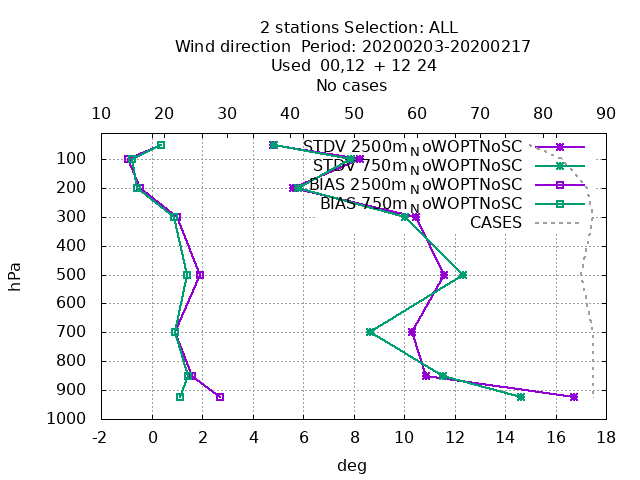 2 stations Selection: ALL
Wind direction  Period: 20200203-20200217
Used  00,12  + 12 24
No cases
10 20 30 40 50 60 70 80 90
STDV 2500m_NoWOPTNoSC
STDV 750m_NoWOPTNoSC
BIAS 2500m_NoWOPTNoSC
BIAS 750m_NoWOPTNoSC
CASES
100
200
300
400
500
600
700
800
900
1000
hPa
-2 0 2 4 6 8 10 12 14 16 18
deg